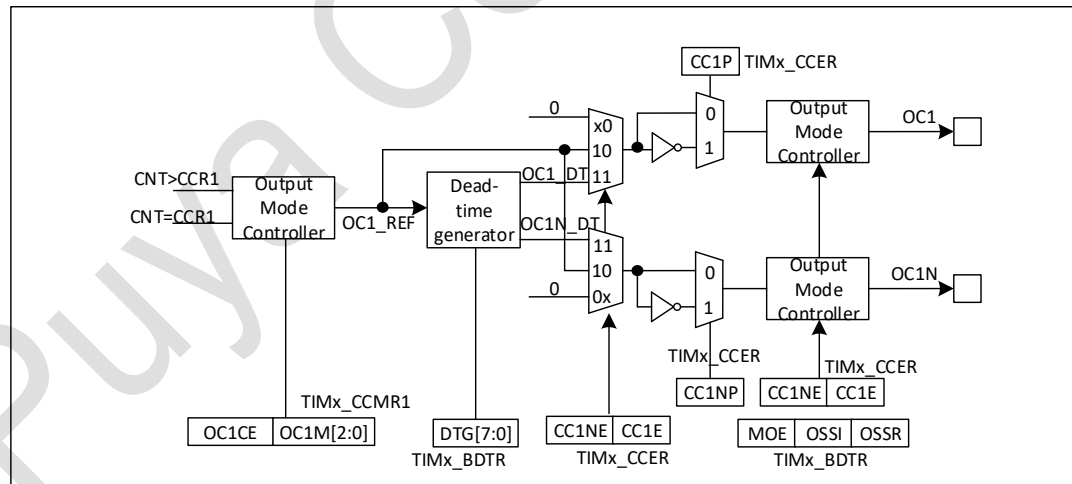 CC1P TIMx_CCER
0
x0
10
11
0
1
Output
Mode
Controller
OC1
CNT>CCR1
CNT=CCR1
Output
Mode
Controller
OC1_REF
Dead-
time
generator
OC1_DT
OC1N_DT
11
10
0x
0
0
1
Output
Mode
Controller
OC1N
TIMx_CCER
CC1NP
TIMx_CCER
CC1NE CC1E
TIMx_CCMR1
OC1CE OC1M[2:0]
DTG[7:0]
TIMx_BDTR
CC1NE CC1E
TIMx_CCER
MOE OSSI OSSR
TIMx_BDTR
Puya Co